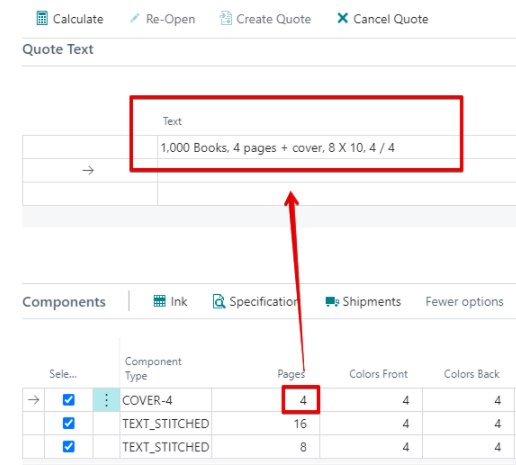 Calculate Re-Open Create Quote Cancel Quote
Quote Text
Text
1,000 Books, 4 pages + cover, 8 X 10, 4 / 4
Components Ink Specification Shipments Fewer options
Sele... Component Type Pages Colors Front Colors Back
COVER-4 4 4 4
TEXT_STITCHED 16 4 4
TEXT_STITCHED 8 4 4